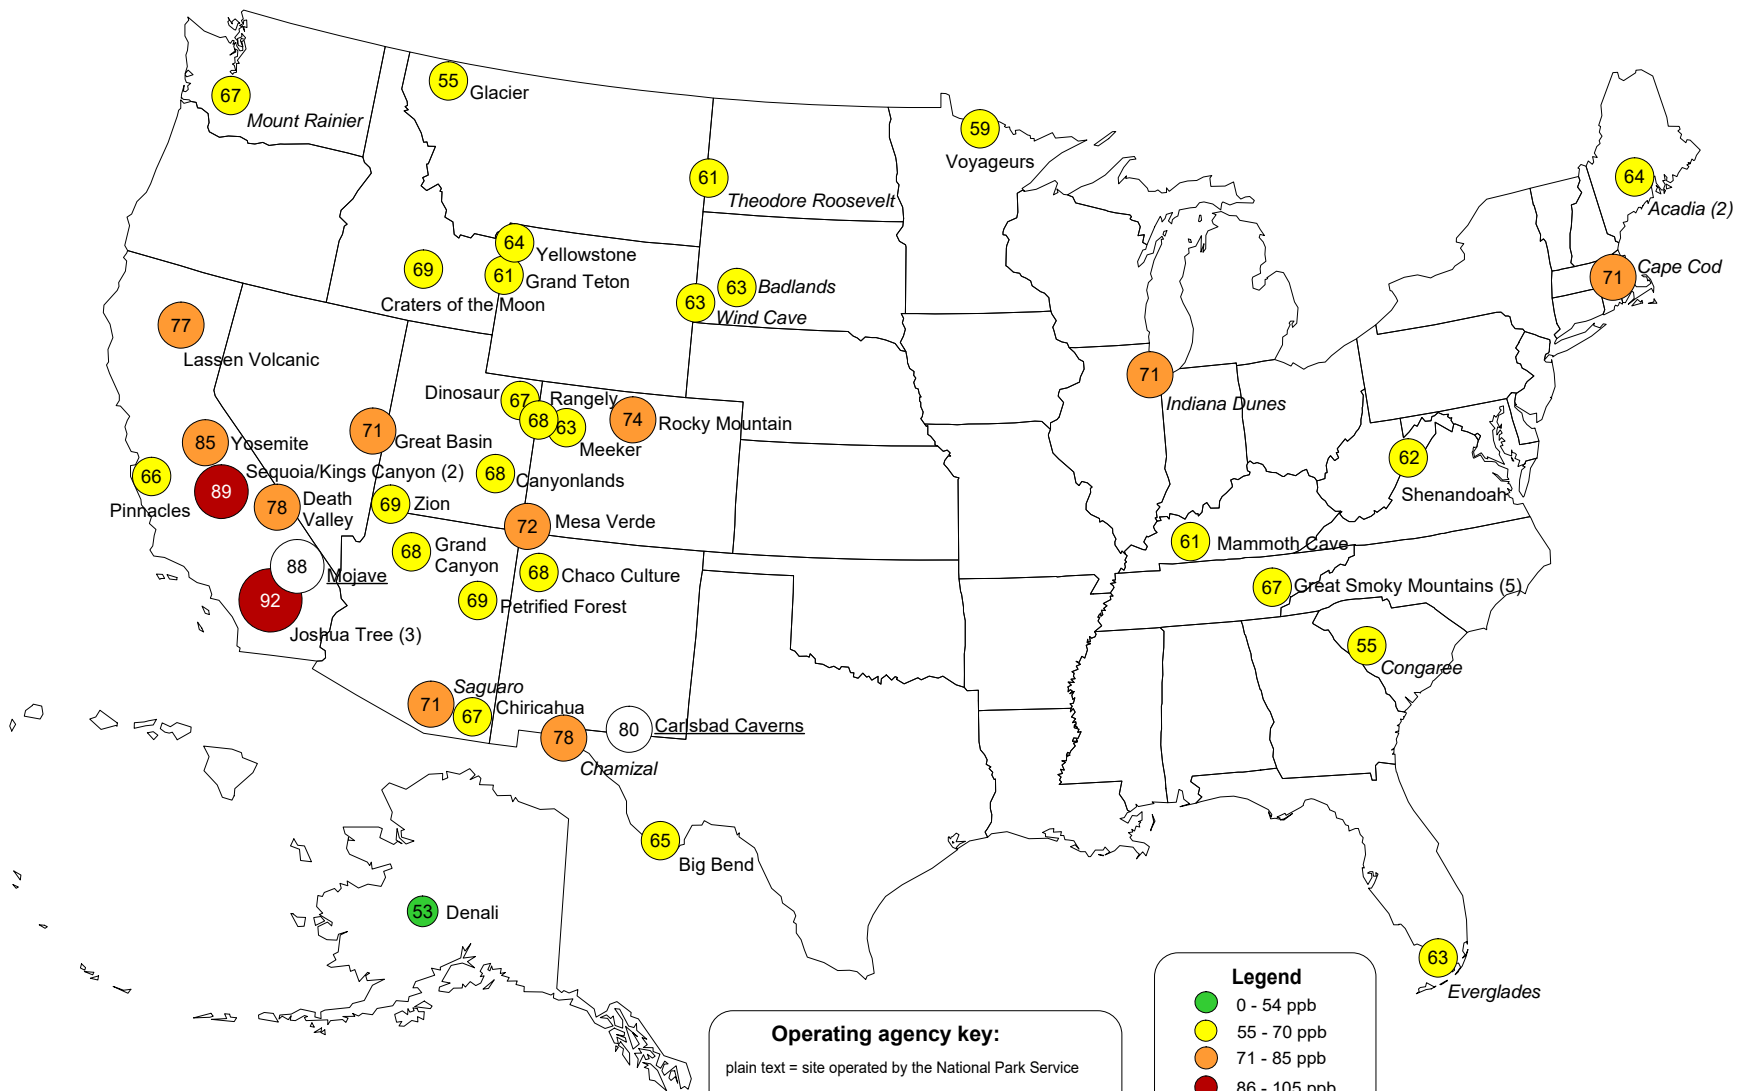 55
Glacier
67
Mount Rainier
59
Voyageurs
61
Theodore Roosevelt
64
Acadia (2)
64
Yellowstone
69
Craters of the Moon
61
Grand Teton
63
Badlands
63
Wind Cave
71
Cape Cod
77
Lassen Volcanic
71
Indiana Dunes
Dinosaur
67
Rangely
68
63
Meeker
74
Rocky Mountain
85
Yosemite
71
Great Basin
66
Pinnacles
Sequoia/Kings Canyon (2)
89
68
Canyonlands
62
Shenandoah
78
Death
Valley
69
Zion
72
Mesa Verde
68
Grand
Canyon
61
Mammoth Cave
88
Mojave
68
Chaco Culture
67
Great Smoky Mountains (5)
92
Joshua Tree (3)
69
Petrified Forest
55
Congaree
71
Saguaro
67
Chiricahua
78
Chamizal
80
Carlsbad Caverns
65
Big Bend
53
Denali
63
Everglades
Legend
0 - 54 ppb
55 - 70 ppb
71 - 85 ppb
86 - 105 ppb
Operating agency key:
plain text = site operated by the National Park Service